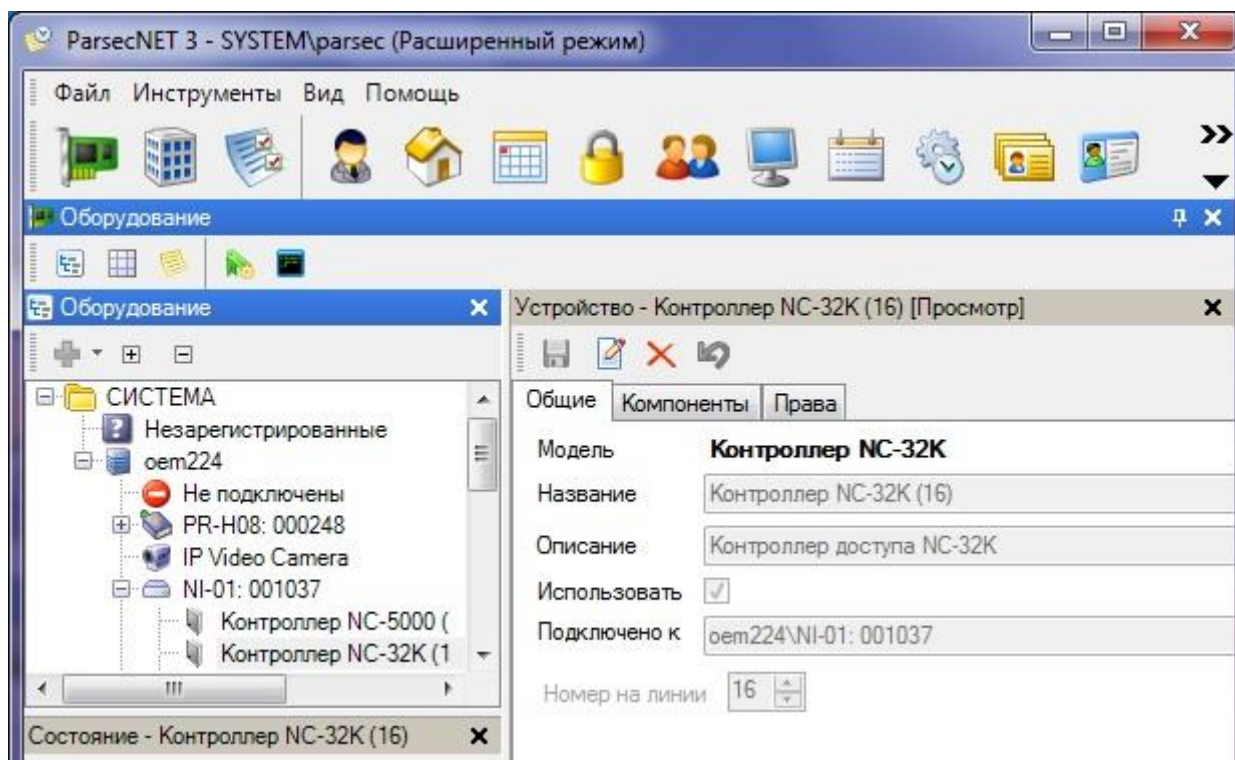 ParsecNET 3 - SYSTEM\parsec (Расширенный режим)
Файл Инструменты Вид Помощь
Оборудование
Оборудование
СИСТЕМА
Незарегистрированные
oem224
Не подключены
PR-H08: 000248
IP Video Camera
NI-01: 001037
Контроллер NC-5000 (
Контроллер NC-32K (1
Состояние - Контроллер NC-32K (16)
Устройство - Контроллер NC-32K (16) [Просмотр]
Общие Компоненты Права
Модель Контроллер NC-32K
Название Контроллер NC-32K (16)
Описание Контроллер доступа NC-32K
Использовать
Подключено к oem224\NI-01: 001037
Номер на линии 16